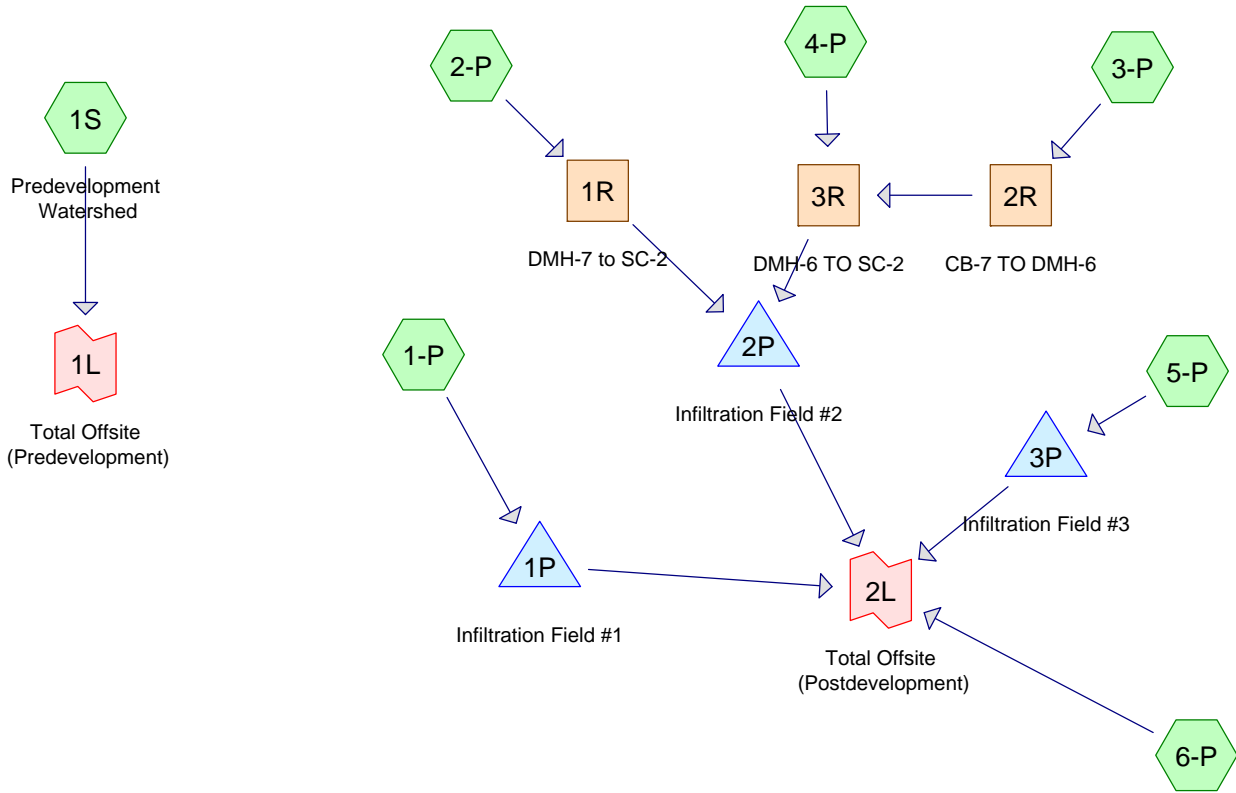 4-P
2-P
3-P
1S
Predevelopment
Watershed
1R
3R
2R
DMH-7 to SC-2
DMH-6 TO SC-2
CB-7 TO DMH-6
2P
1-P
1L
5-P
Infiltration Field #2
Total Offsite
(Predevelopment)
3P
Infiltration Field #3
1P
2L
Infiltration Field #1
Total Offsite
(Postdevelopment)
6-P